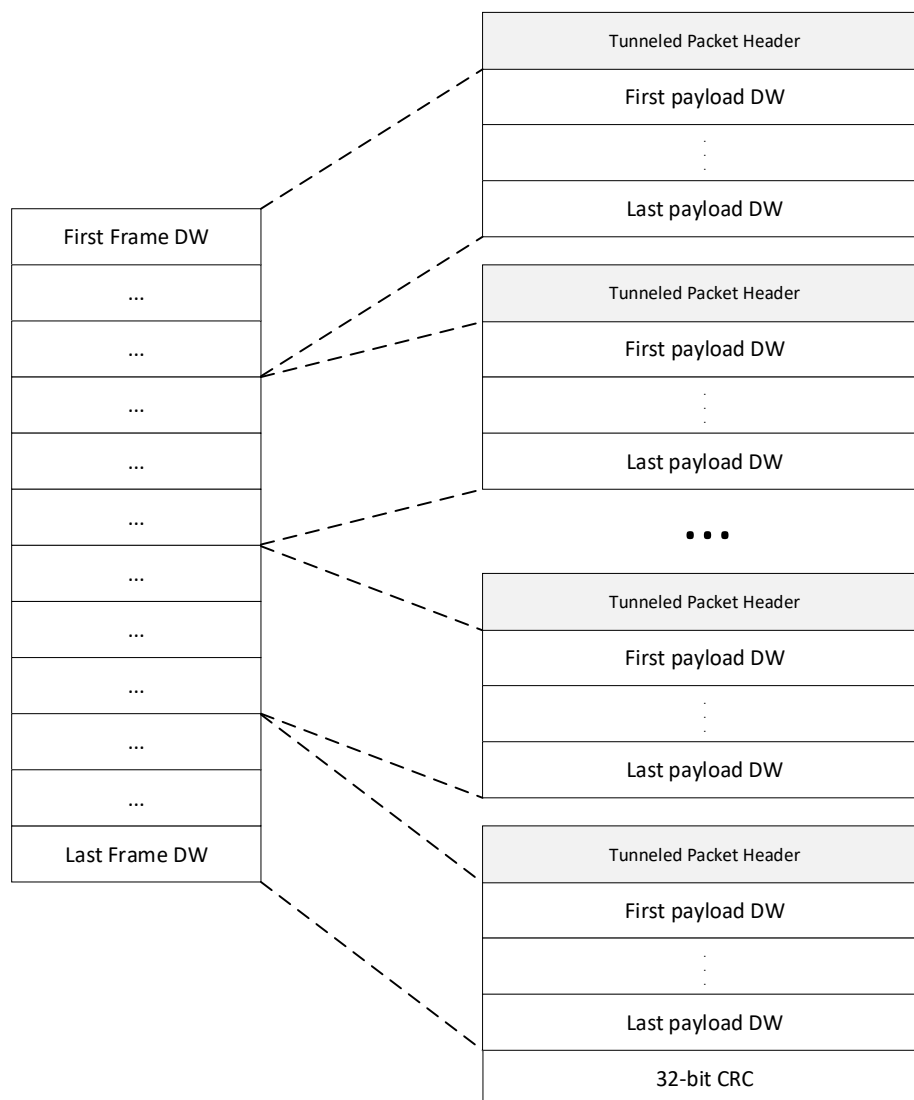 First Frame DW
...
...
...
...
...
...
...
...
...
...
Last Frame DW
Tunneled Packet Header
First payload DW
.
.
.
Last payload DW
Tunneled Packet Header
First payload DW
.
.
.
Last payload DW
...
Tunneled Packet Header
First payload DW
.
.
.
Last payload DW
Tunneled Packet Header
First payload DW
.
.
.
Last payload DW
32-bit CRC